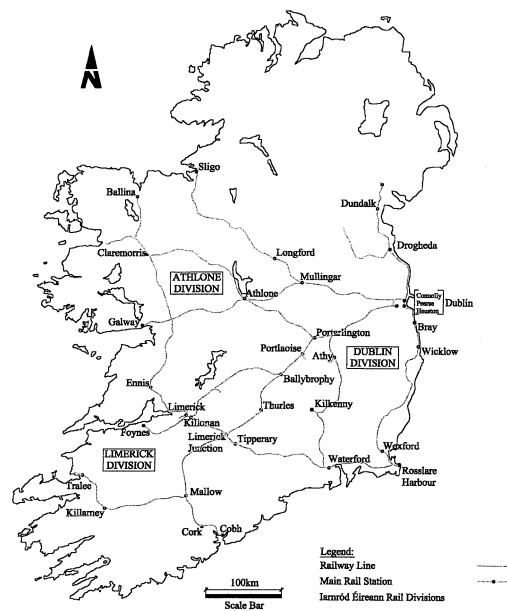 N
Sligo
Ballina
Dundalk
Drogheda
Claremorris
Longford
Mullingar
ATHLONE
DIVISION
Athlone
Connolly
Pearse
Heuston
Dublin
Galway
Bray
Portarlington
Portlaoise
Athy
DUBLIN
DIVISION
Wicklow
Ennis
Ballybrophy
Limerick
Killonan
Thurles
Kilkenny
Foynes
Limerick
Junction
Tipperary
LIMERICK
DIVISION
Waterford
Wexford
Rosslare
Harbour
Tralee
Mallow
Killarney
Cork
Cobh
Legend:
Railway Line
Main Rail Station
Iarnród Éireann Rail Divisions
100km
Scale Bar